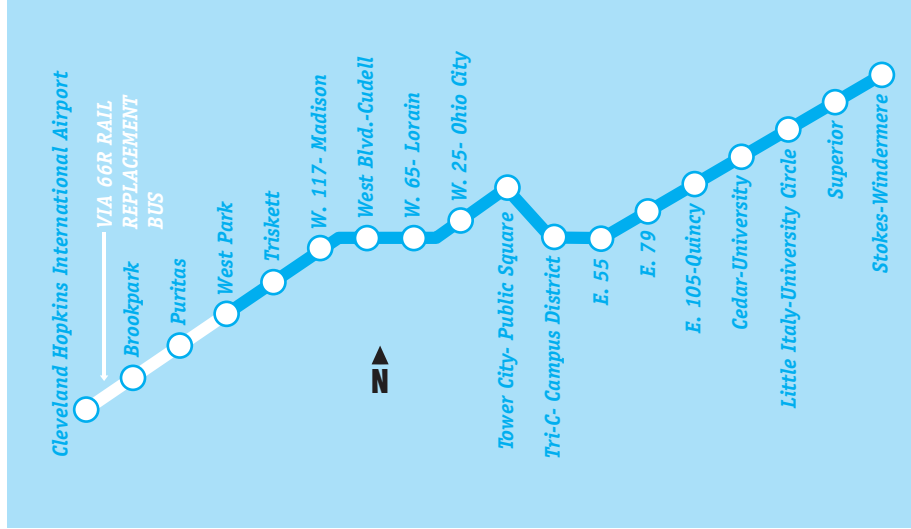 Cleveland Hopkins International Airport
VIA 66R RAIL
REPLACEMENT
BUS
Brookpark
Puritas
West Park
Triskett
W. 117- Madison
West Blvd.-Cudell
W. 65- Lorain
W. 25- Ohio City
Tower City- Public Square
Tri-C- Campus District
E. 55
E. 79
E. 105-Quincy
Cedar-University
Little Italy-University Circle
Superior
Stokes-Windermere
N